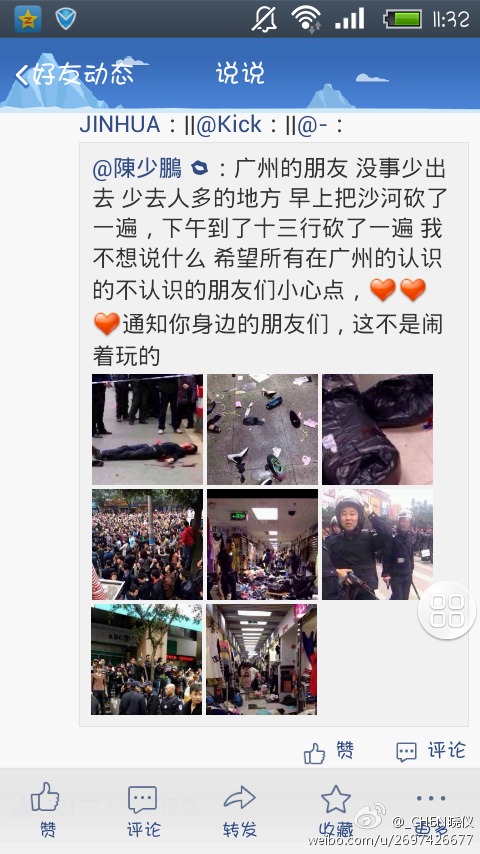 11:32
好友动态
说说
JINHUA：||@Kick：||@-：
@陳少鵬：广州的朋友 没事少出
去 少去人多的地方 早上把沙河砍了
一遍，下午到了十三行砍了一遍 我
不想说什么 希望所有在广州的认识
的不认识的朋友们小心点，
通知你身边的朋友们，这不是闹
着玩的
赞
评论
赞
评论
转发
收藏
更多
@_CHEN曉仪
weibo.com/u/2697426677